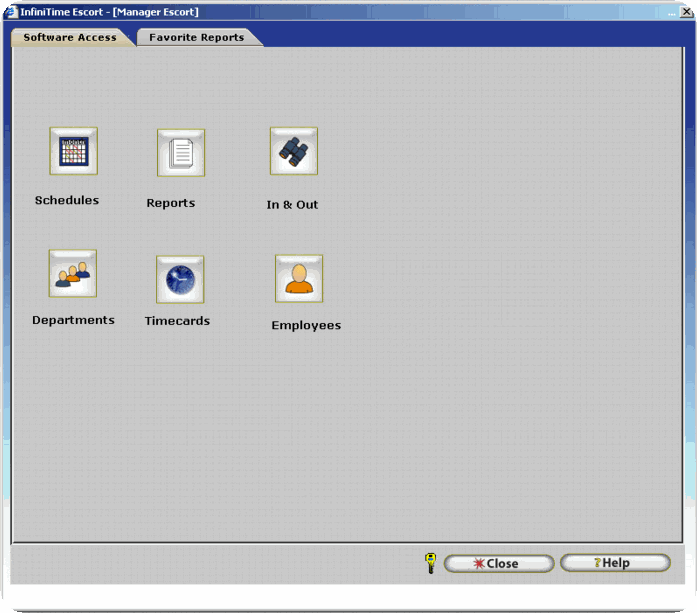 InfiniTime Escort - [Manager Escort]
Software Access Favorite Reports
Schedules Reports In & Out
Departments Timecards Employees
Close ?Help